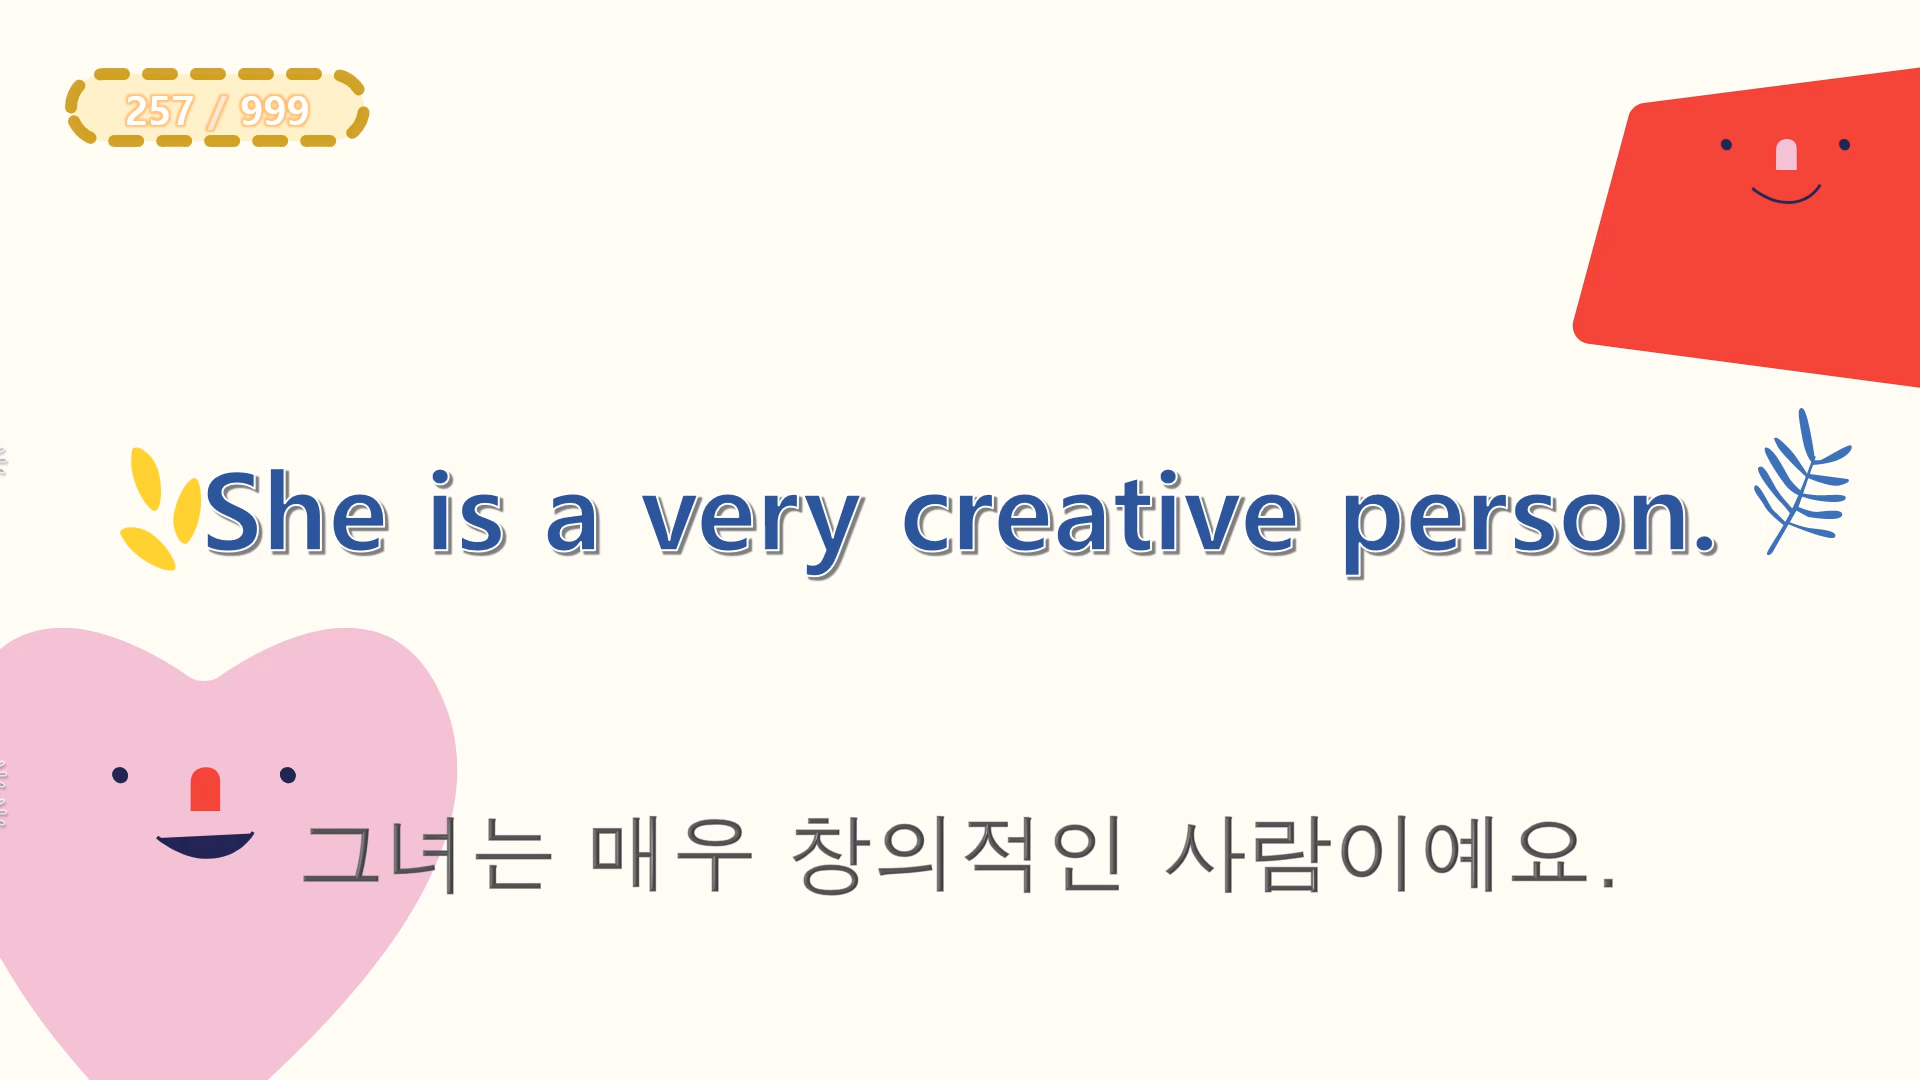 257 / 999
She is a very creative person.
그녀는 매우 창의적인 사람이예요.